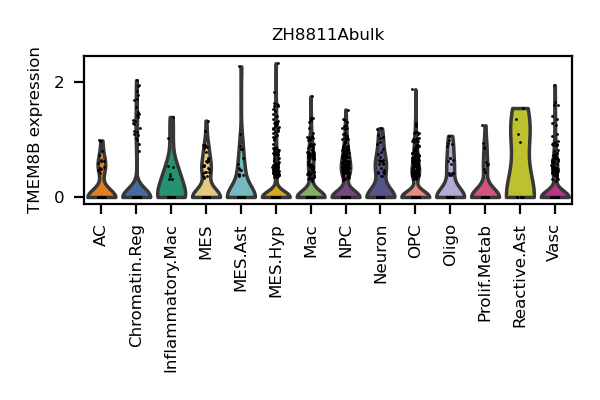 ZH8811Abulk
TMEM8B expression
2
0
AC
Chromatin.Reg
Inflammatory.Mac
MES
MES.Ast
MES.Hyp
Mac
NPC
Neuron
OPC
Oligo
Prolif.Metab
Reactive.Ast
Vasc